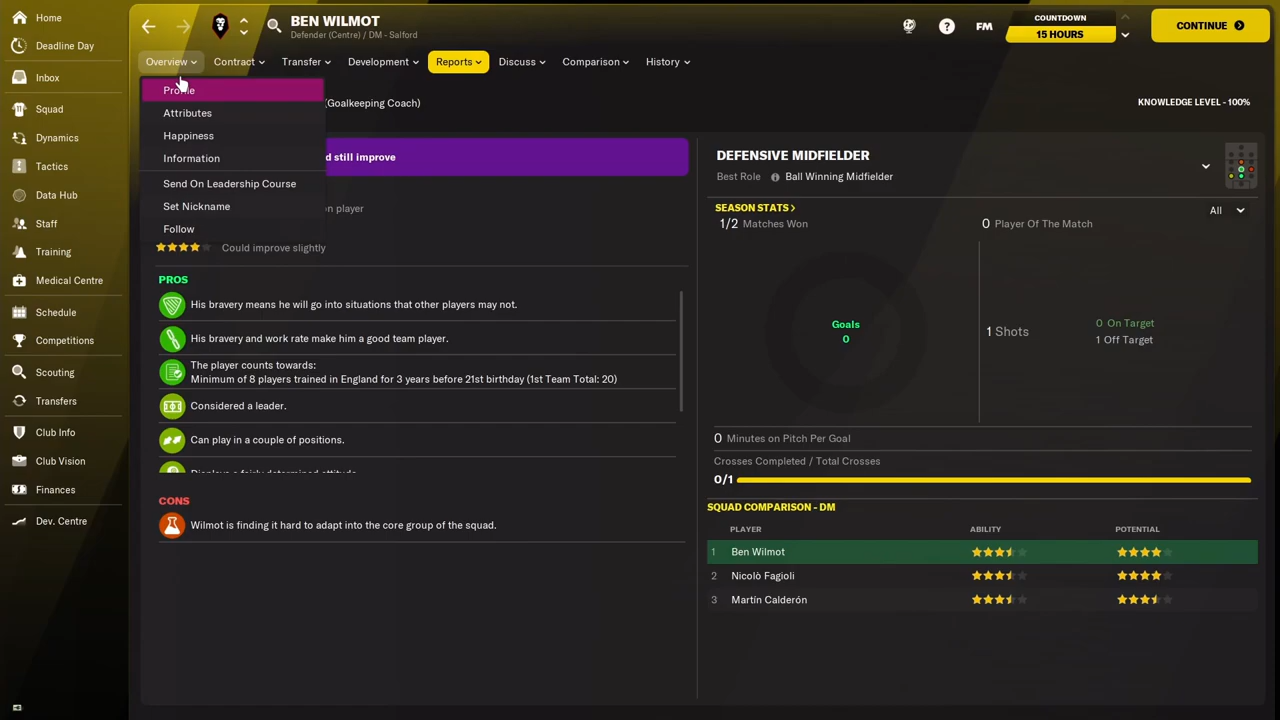 Home
Deadline Day
Inbox
Squad
Dynamics
Tactics
Data Hub
Staff
Training
Medical Centre
Schedule
Competitions
Scouting
Transfers
Club Info
Club Vision
Finances
Dev. Centre
BEN WILMOT
Defender (Centre) / DM - Salford
FM
COUNTDOWN
15 HOURS
CONTINUE
Overview
Contract
Transfer
Development
Reports
Discuss
Comparison
History
Profile
Attributes
Happiness
Information
Send On Leadership Course
Set Nickname
Follow
(Goalkeeping Coach)
KNOWLEDGE LEVEL - 100%
d still improve
on player
Could improve slightly
PROS
His bravery means he will go into situations that other players may not.
His bravery and work rate make him a good team player.
The player counts towards:
Minimum of 8 players trained in England for 3 years before 21st birthday (1st Team Total: 20)
Considered a leader.
Can play in a couple of positions.
Displays a fairly determined attitude.
CONS
Wilmot is finding it hard to adapt into the core group of the squad.
DEFENSIVE MIDFIELDER
Best Role Ball Winning Midfielder
SEASON STATS>
All
1/2 Matches Won
0 Player Of The Match
Goals
0
1 Shots
0 On Target
1 Off Target
0 Minutes on Pitch Per Goal
Crosses Completed / Total Crosses
0/1
SQUAD COMPARISON - DM
PLAYER ABILITY POTENTIAL
1 Ben Wilmot
2 Nicolò Fagioli
3 Martín Calderón